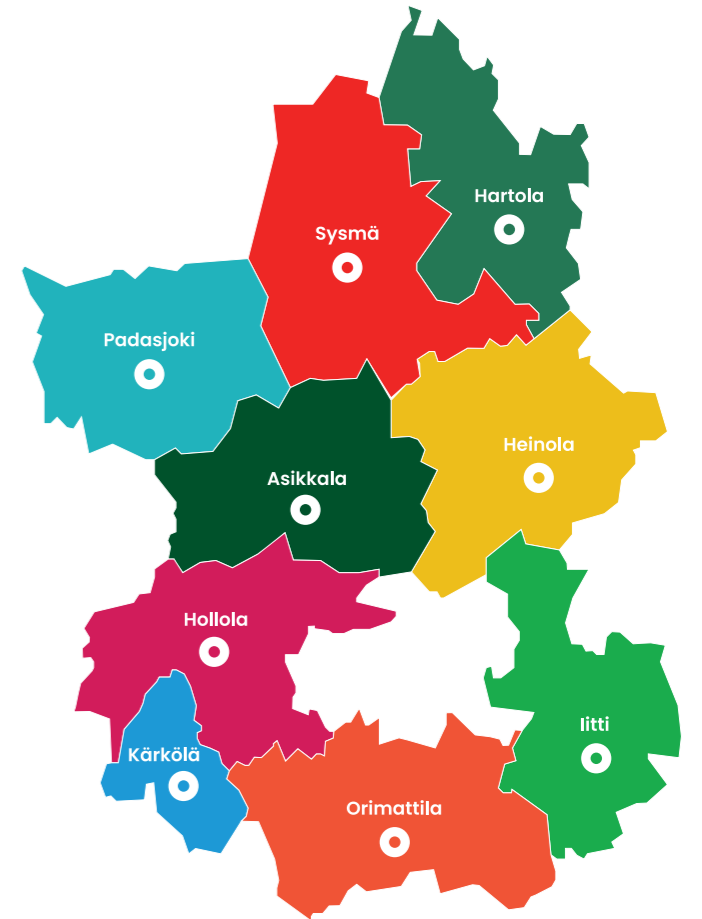 Hartola
Sysmä
Padasjoki
Heinola
Asikkala
Hollola
Iitti
Kärkölä
Orimattila